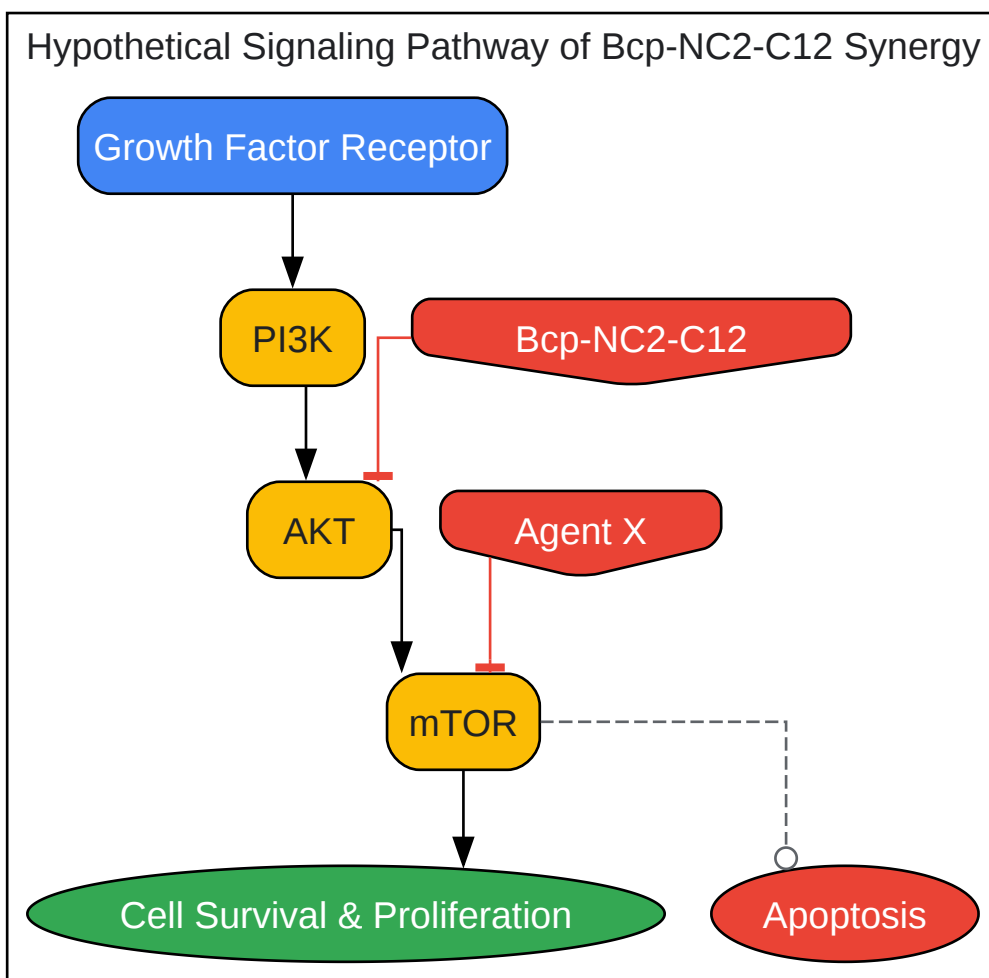 Hypothetical Signaling Pathway of Bcp-NC2-C12 Synergy
Growth Factor Receptor
PI3K
Bcp-NC2-C12
AKT
Agent X
mTOR
Cell Survival & Proliferation
Apoptosis